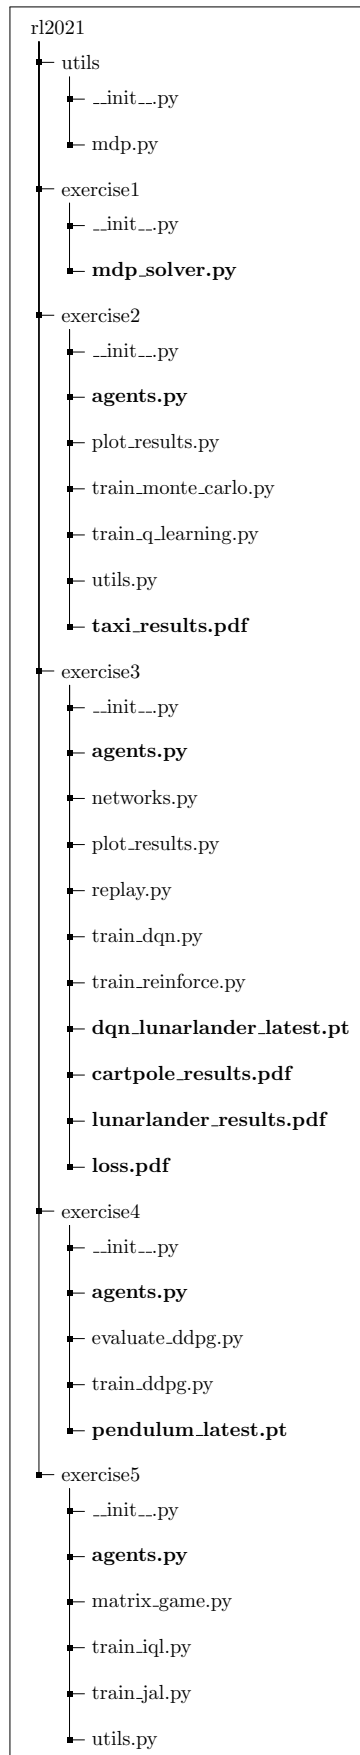 rl2021
utils
__init__.py
mdp.py
exercise1
__init__.py
mdp_solver.py
exercise2
__init__.py
agents.py
plot_results.py
train_monte_carlo.py
train_q_learning.py
utils.py
taxi_results.pdf
exercise3
__init__.py
agents.py
networks.py
plot_results.py
replay.py
train_dqn.py
train_reinforce.py
dqn_lunarlander_latest.pt
cartpole_results.pdf
lunarlander_results.pdf
loss.pdf
exercise4
__init__.py
agents.py
evaluate_ddpg.py
train_ddpg.py
pendulum_latest.pt
exercise5
__init__.py
agents.py
matrix_game.py
train_iql.py
train_jal.py
utils.py